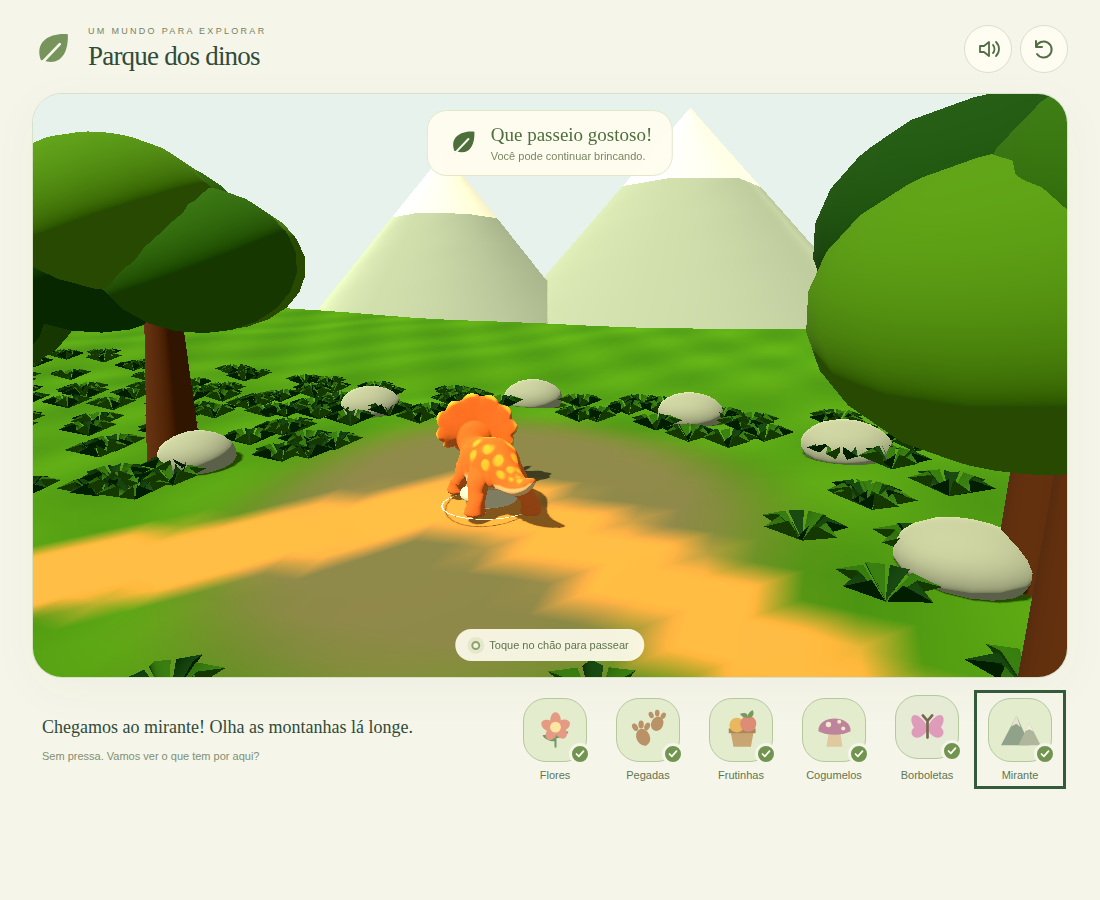 UM MUNDO PARA EXPLORAR
Parque dos dinos
Que passeio gostoso!
Você pode continuar brincando.
Toque no chão para passear
Chegamos ao mirante! Olha as montanhas lá longe.
Sem pressa. Vamos ver o que tem por aqui?
Flores
Pegadas
Frutinhas
Cogumelos
Borboletas
Mirante